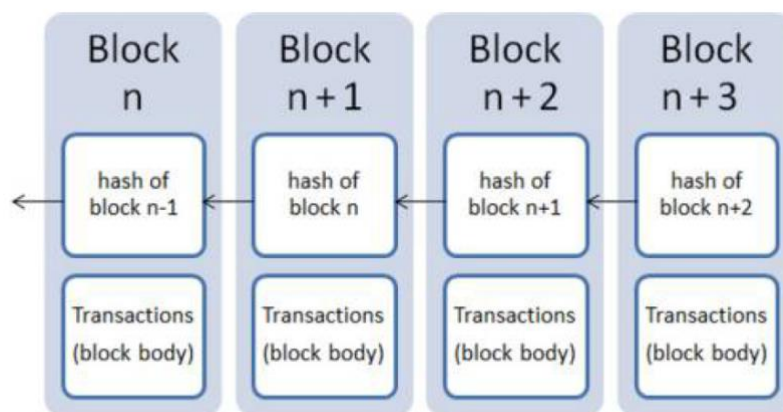 Block
n
hash of
block n-1
Transactions
(block body)
Block
n + 1
hash of
block n
Transactions
(block body)
Block
n + 2
hash of
block n+1
Transactions
(block body)
Block
n + 3
hash of
block n+2
Transactions
(block body)